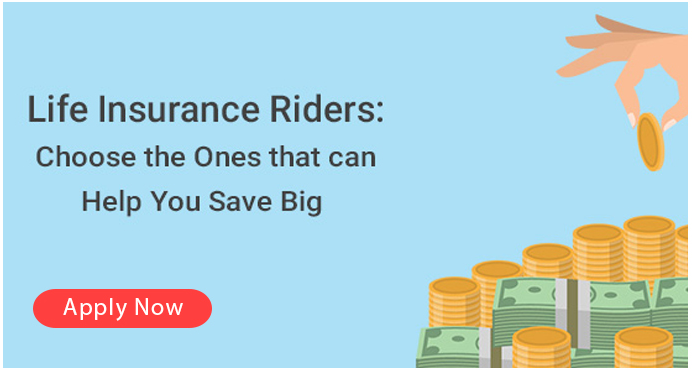 Life Insurance Riders:
Choose the Ones that can
Help You Save Big
Apply Now